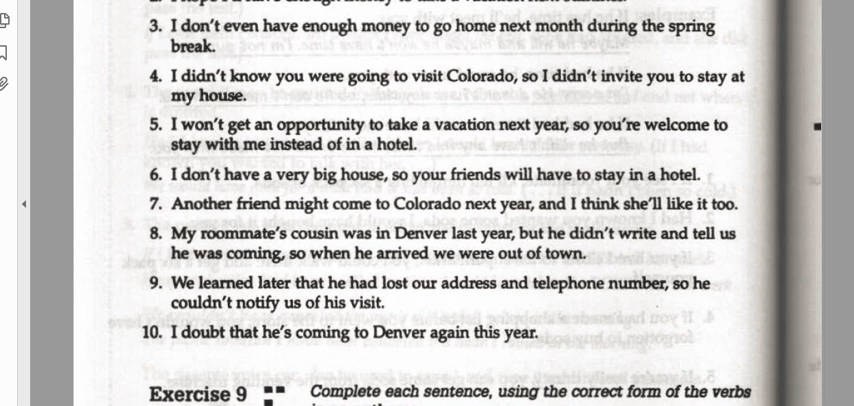 3. I don't even have enough money to go home next month during the spring
break.
4. I didn't know you were going to visit Colorado, so I didn't invite you to stay at
my house.
5. I won't get an opportunity to take a vacation next year, so you're welcome to
stay with me instead of in a hotel.
6. I don't have a very big house, so your friends will have to stay in a hotel.
7. Another friend might come to Colorado next year, and I think she'll like it too.
8. My roommate's cousin was in Denver last year, but he didn't write and tell us
he was coming, so when he arrived we were out of town.
9. We learned later that he had lost our address and telephone number, so he
couldn't notify us of his visit.
10. I doubt that he's coming to Denver again this year.
Exercise 9 Complete each sentence, using the correct form of the verbs